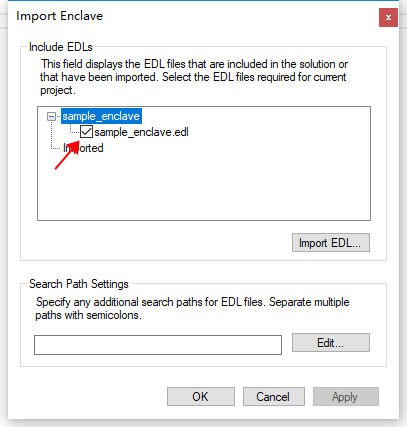 Import Enclave
x
Include EDLs
This field displays the EDL files that are included in the solution or
that have been imported. Select the EDL files required for current
project.
sample_enclave
sample_enclave.edl
Imported
Import EDL...
Search Path Settings
Specify any additional search paths for EDL files. Separate multiple
paths with semicolons.
Edit...
OK
Cancel
Apply